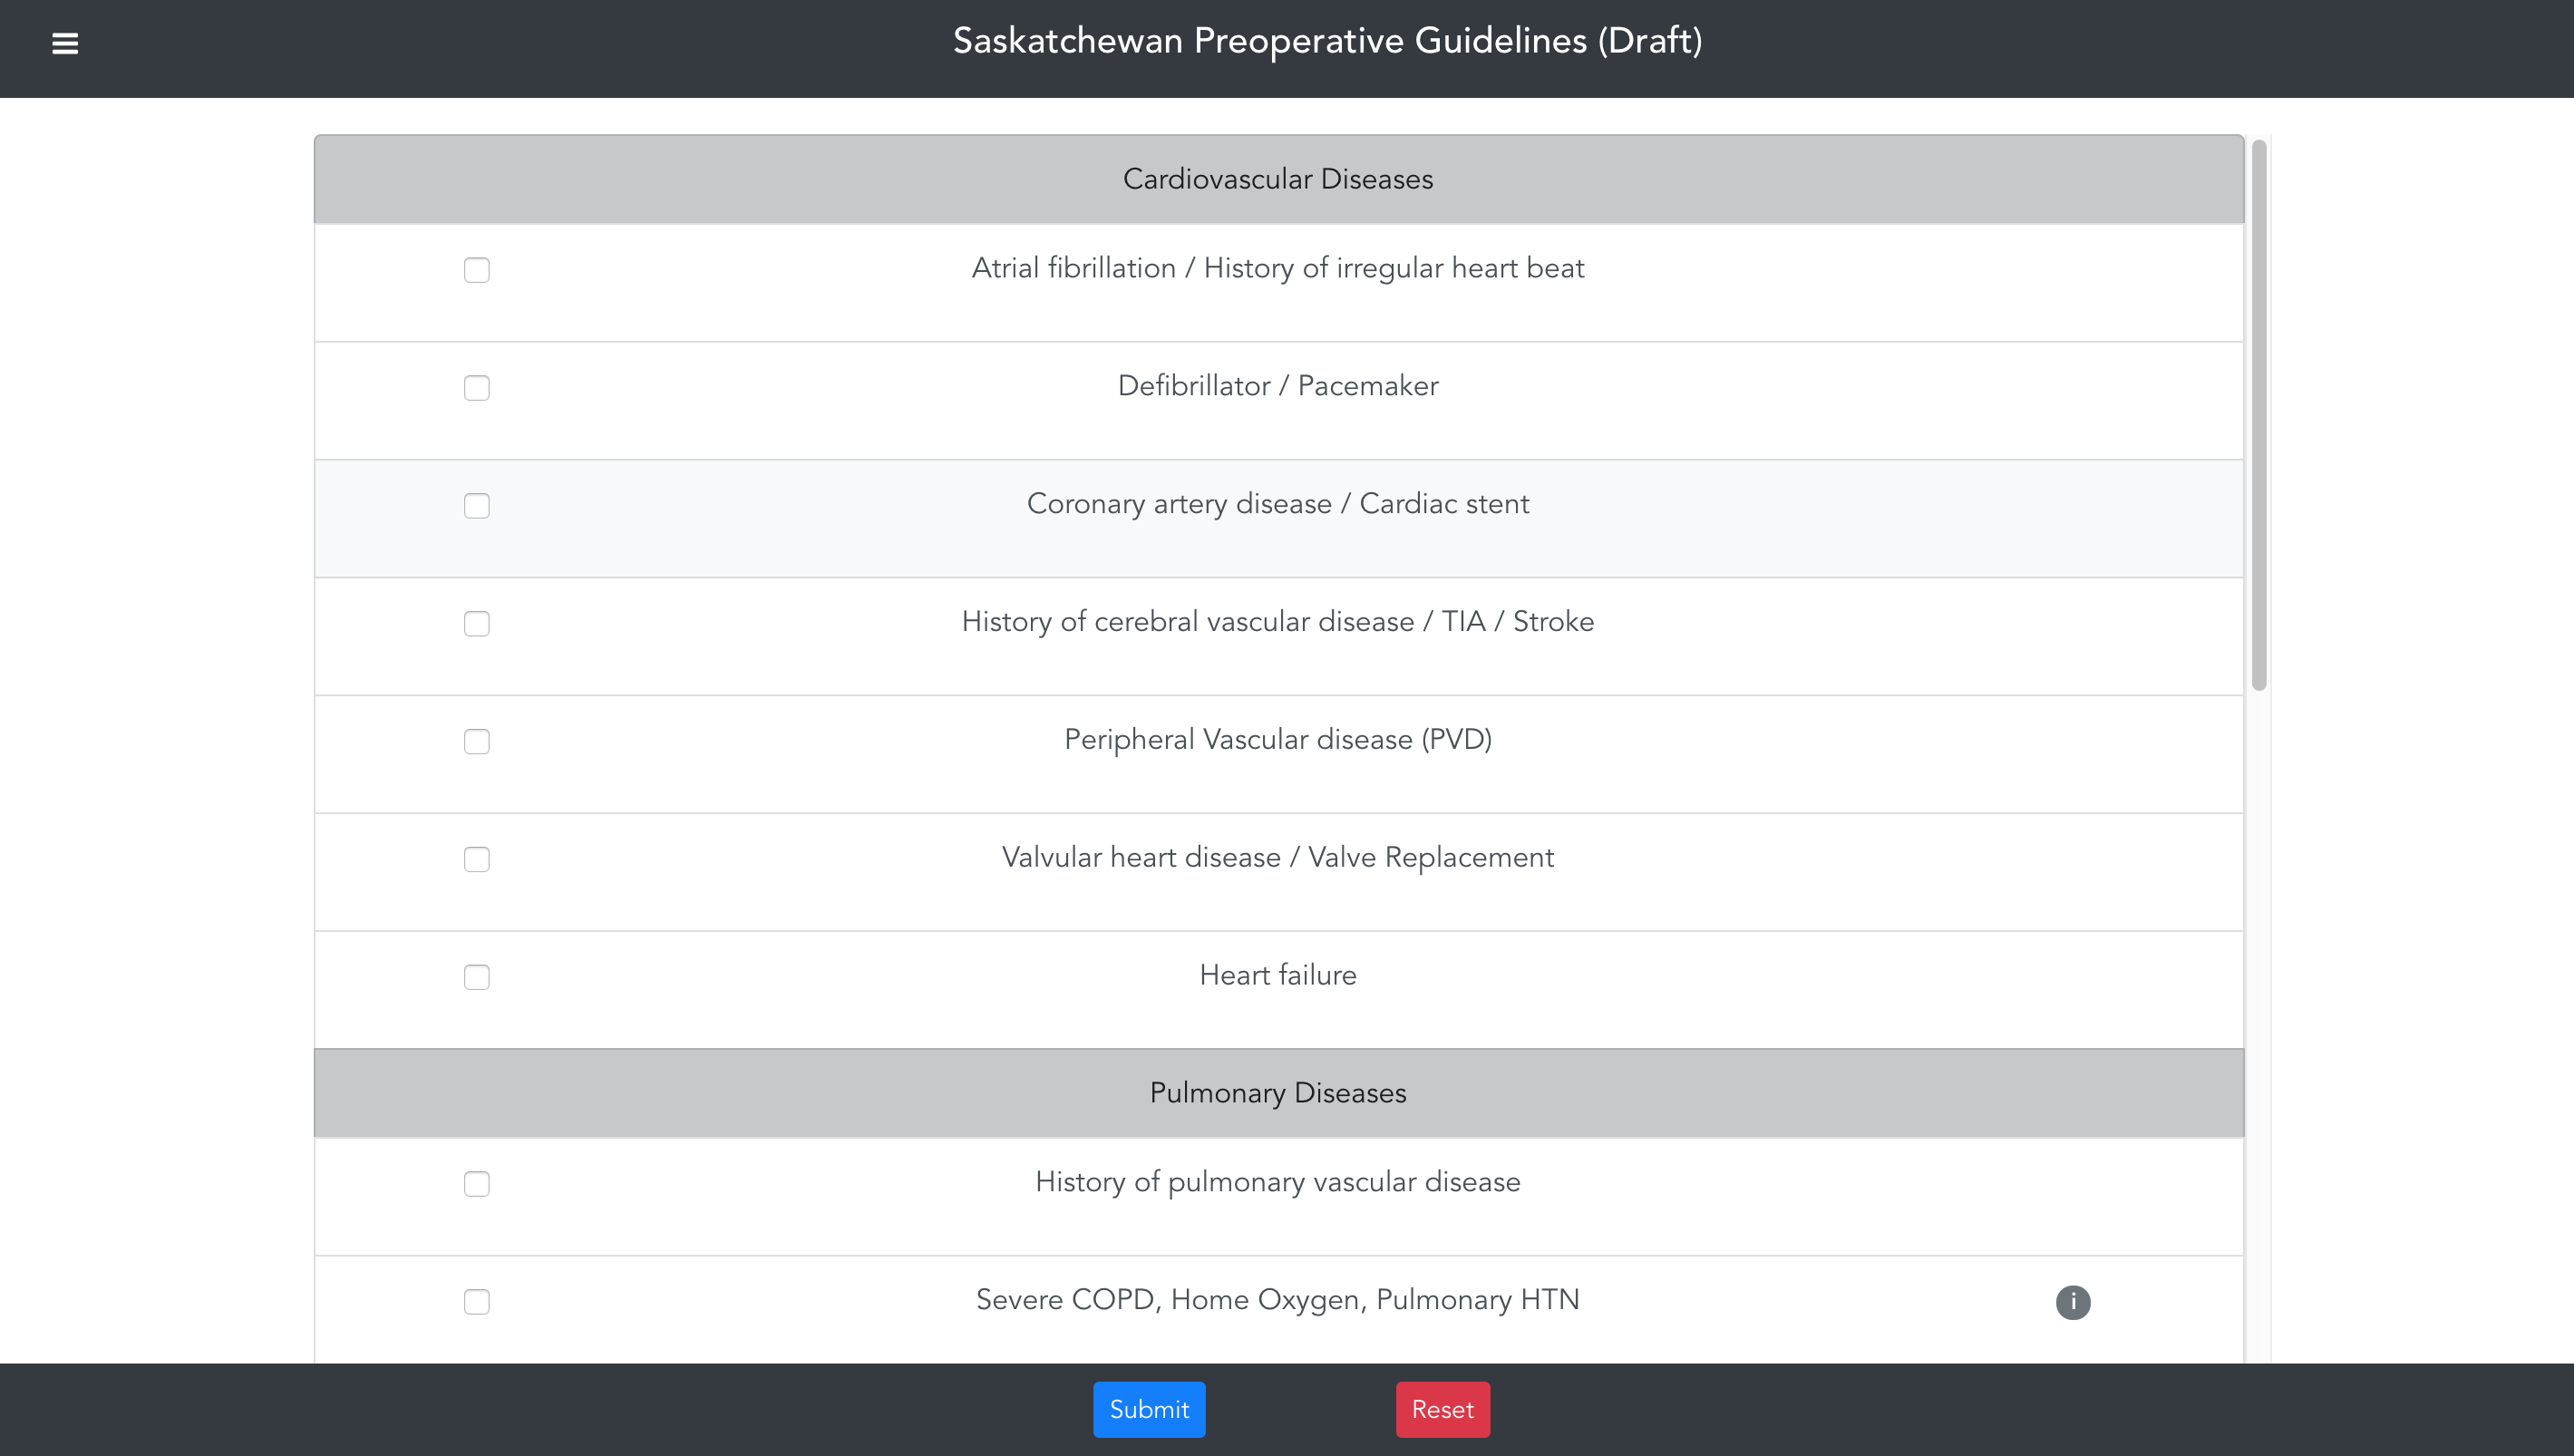 Saskatchewan Preoperative Guidelines (Draft)
Cardiovascular Diseases
Atrial fibrillation / History of irregular heart beat
Defibrillator / Pacemaker
Coronary artery disease / Cardiac stent
History of cerebral vascular disease / TIA / Stroke
Peripheral Vascular disease (PVD)
Valvular heart disease / Valve Replacement
Heart failure
Pulmonary Diseases
History of pulmonary vascular disease
Severe COPD, Home Oxygen, Pulmonary HTN
i
Submit
Reset